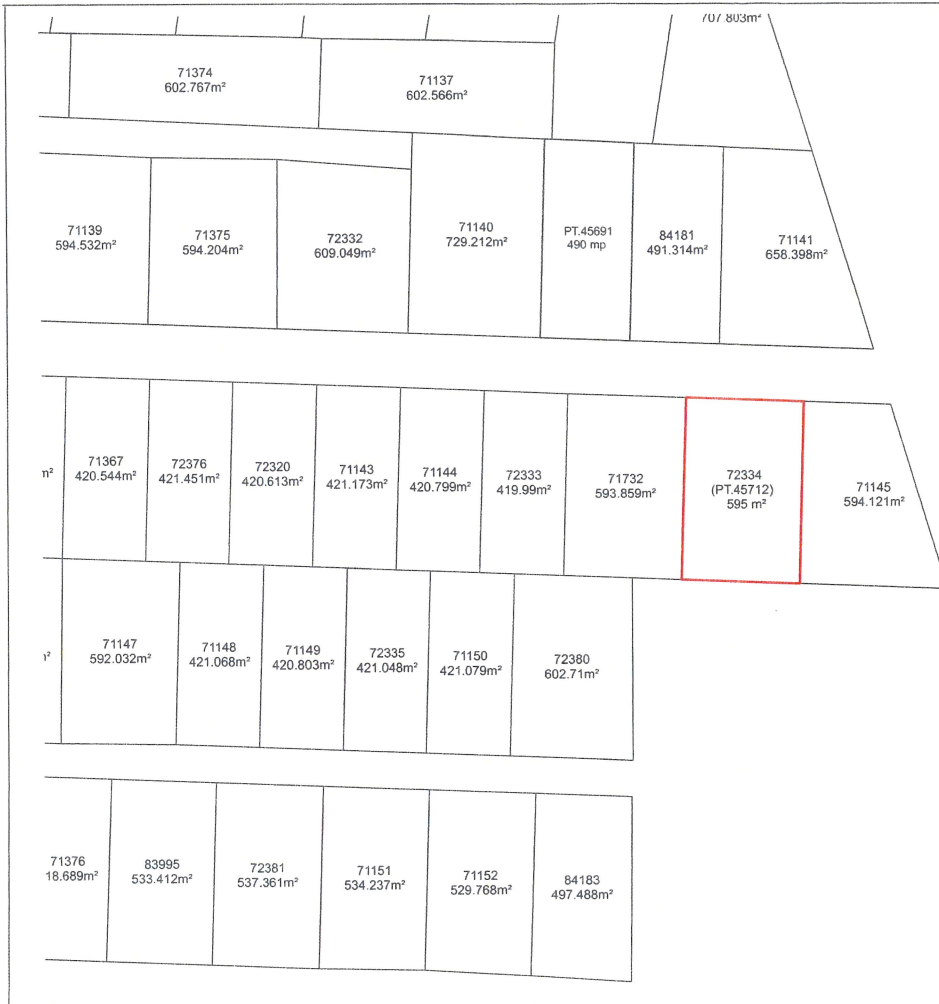 707.803m²
71374
602.767m²
71137
602.566m²
71139
594.532m²
71375
594.204m²
72332
609.049m²
71140
729.212m²
PT.45691
490 mp
84181
491.314m²
71141
658.398m²
m²
71367
420.544m²
72376
421.451m²
72320
420.613m²
71143
421.173m²
71144
420.799m²
72333
419.99m²
71732
593.859m²
72334
(PT.45712)
595 m²
71145
594.121m²
m²
71147
592.032m²
71148
421.068m²
71149
420.803m²
72335
421.048m²
71150
421.079m²
72380
602.71m²
71376
18.689m²
83995
533.412m²
72381
537.361m²
71151
534.237m²
71152
529.768m²
84183
497.488m²